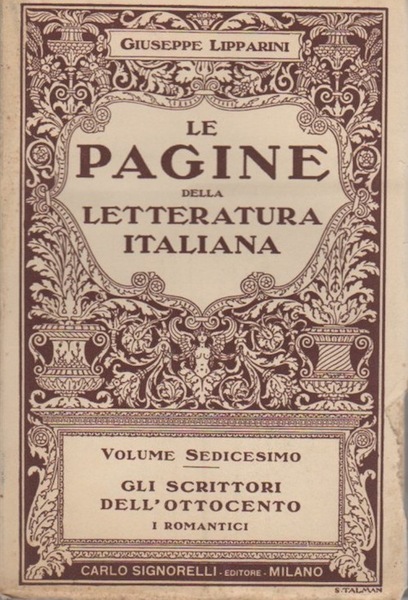 GIUSEPPE LIPPARINI
LE
PAGINE
DELLA
LETTERATURA
ITALIANA
VOLUME SEDICESIMO
GLI SCRITTORI
DELL'OTTOCENTO
I ROMANTICI
CARLO SIGNORELLI - EDITORE - MILANO
S. TALMAN